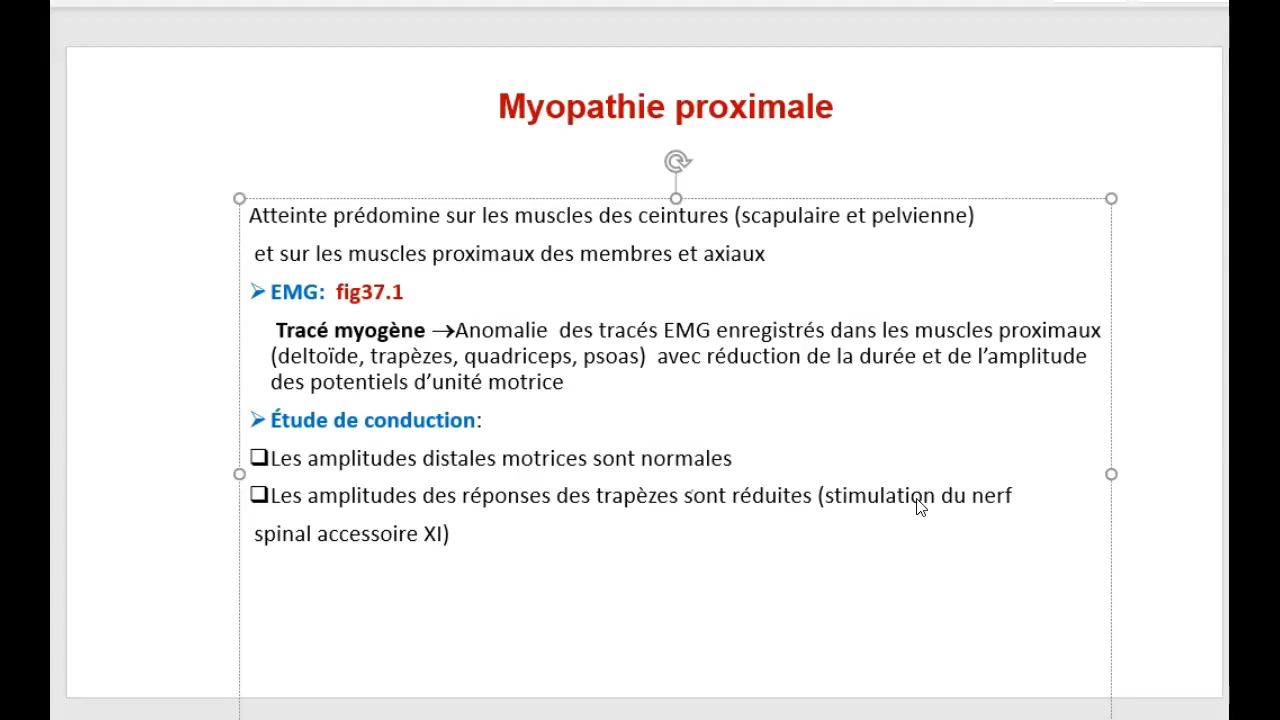 Myopathie proximale
Atteinte prédomine sur les muscles des ceintures (scapulaire et pelvienne)
et sur les muscles proximaux des membres et axiaux
➢EMG: fig37.1
Tracé myogène →Anomalie des tracés EMG enregistrés dans les muscles proximaux
(deltoïde, trapèzes, quadriceps, psoas) avec réduction de la durée et de l’amplitude
des potentiels d’unité motrice
➢Étude de conduction:
❑Les amplitudes distales motrices sont normales
❑Les amplitudes des réponses des trapèzes sont réduites (stimulation du nerf
spinal accessoire XI)